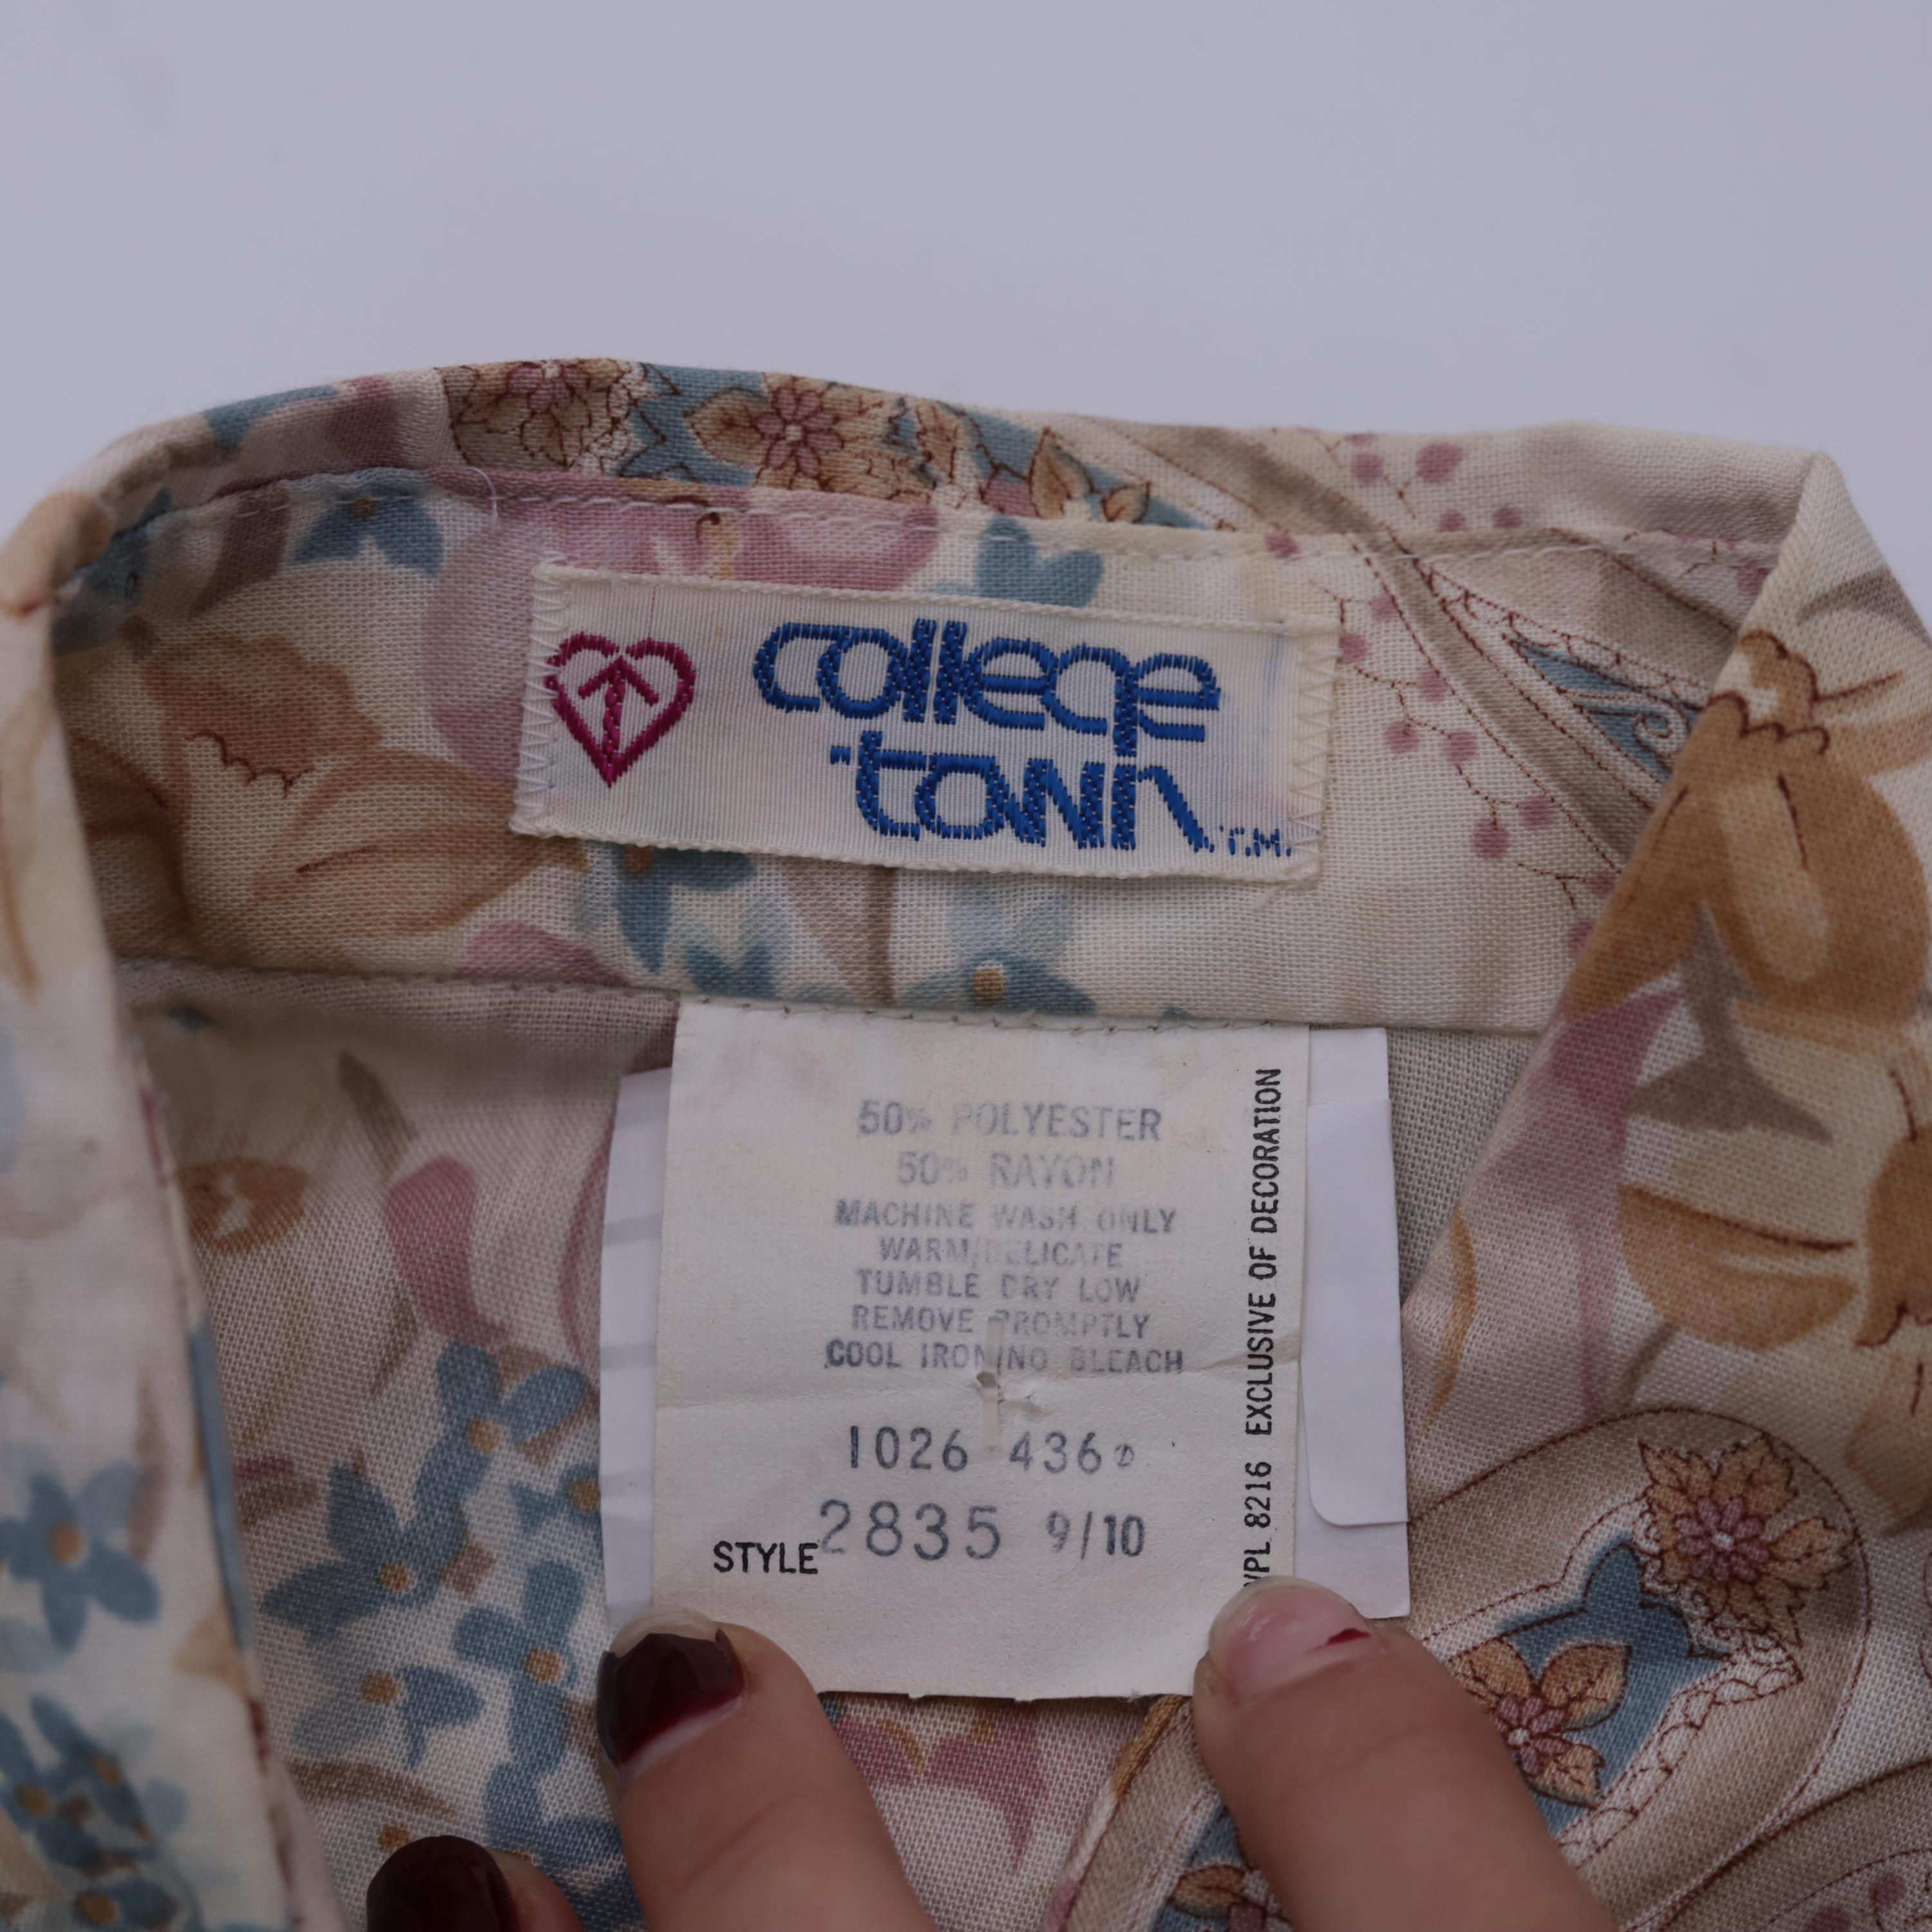 college
-town T.M.
50% POLYESTER
50% RAYON
MACHINE WASH ONLY
WARM/DELICATE
TUMBLE DRY LOW
REMOVE PROMPTLY
COOL IRON/NO BLEACH
1026 436
STYLE 2835 9/10
WPL 8216 EXCLUSIVE OF DECORATION